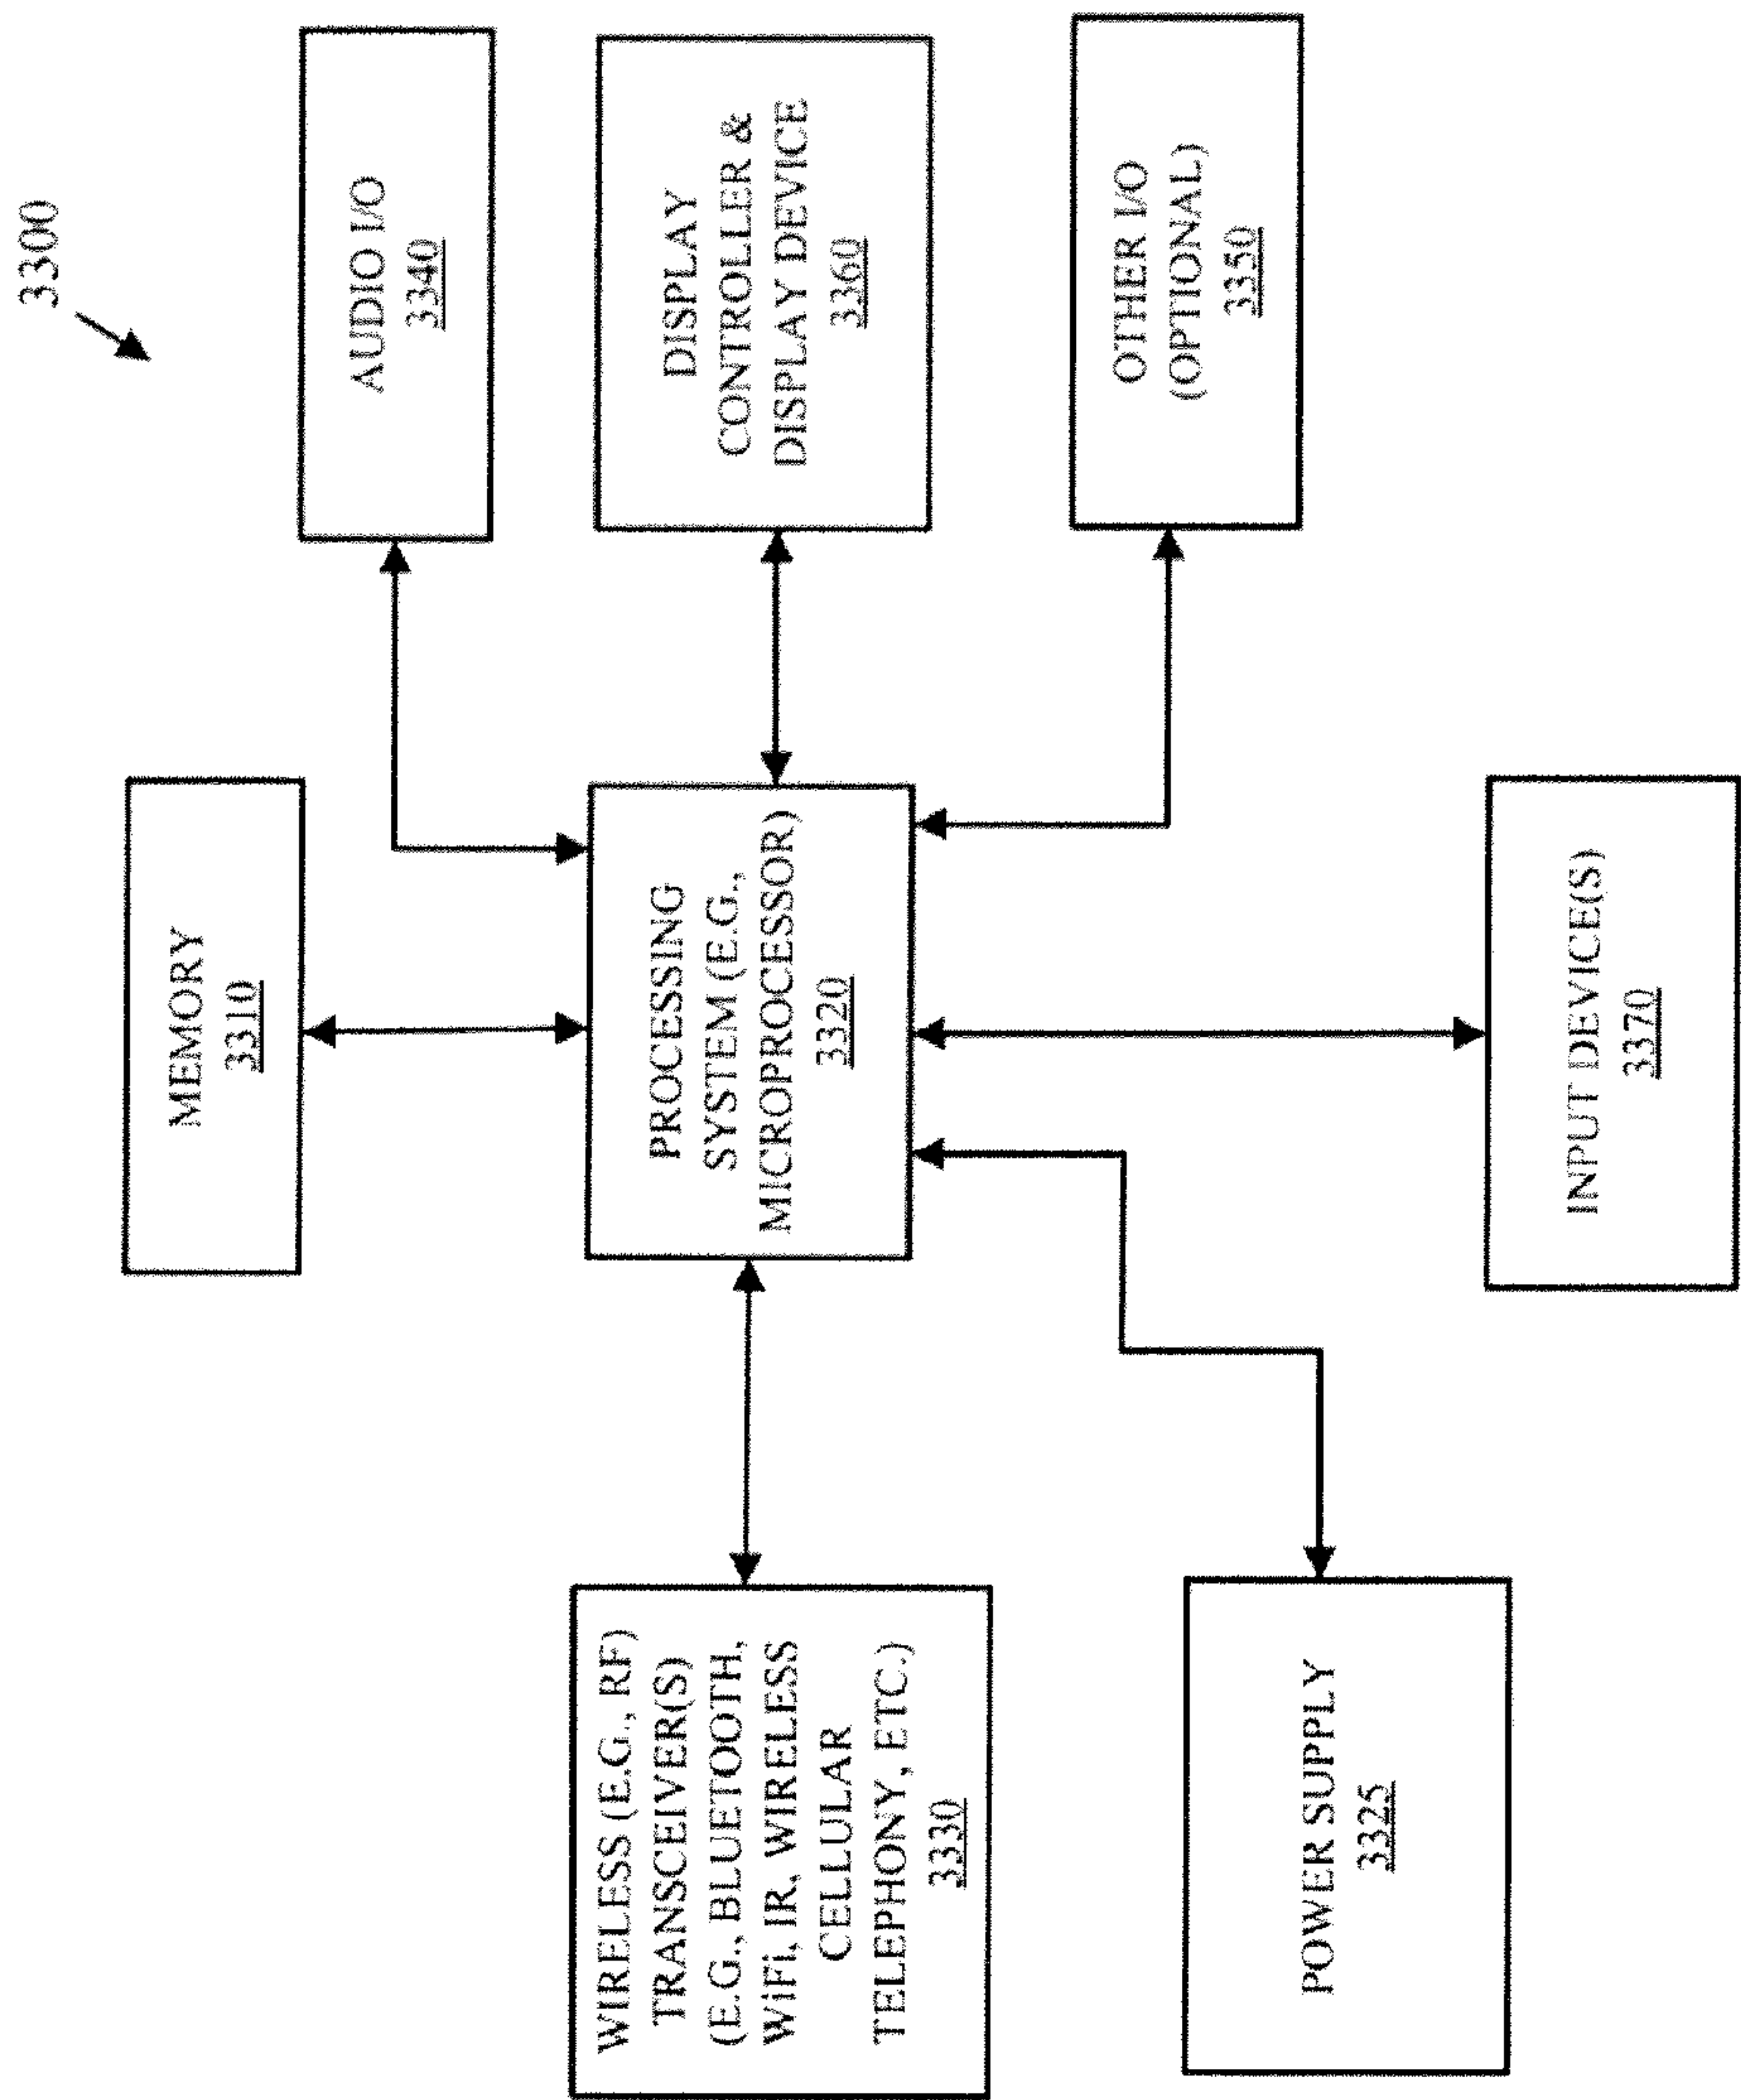 3300
MEMORY
3310
AUDIO I/O
3340
WIRELESS (E.G., RF)
TRANSCEIVER(S)
(E.G., BLUETOOTH,
WiFi, IR, WIRELESS
CELLULAR
TELEPHONY, ETC.)
3330
PROCESSING
SYSTEM (E.G.,
MICROPROCESSOR)
3320
DISPLAY
CONTROLLER &
DISPLAY DEVICE
3360
OTHER I/O
(OPTIONAL)
3350
POWER SUPPLY
3325
INPUT DEVICE(S)
3370